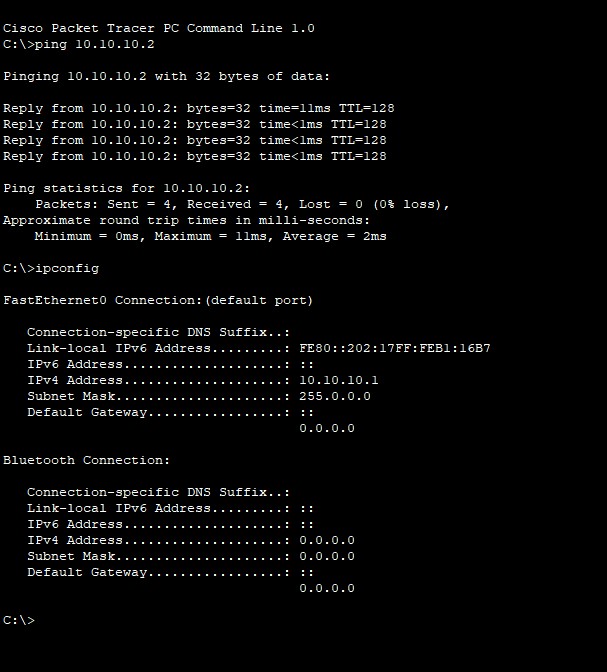 Cisco Packet Tracer PC Command Line 1.0
C:\>ping 10.10.10.2
Pinging 10.10.10.2 with 32 bytes of data:
Reply from 10.10.10.2: bytes=32 time=11ms TTL=128
Reply from 10.10.10.2: bytes=32 time<1ms TTL=128
Reply from 10.10.10.2: bytes=32 time<1ms TTL=128
Reply from 10.10.10.2: bytes=32 time<1ms TTL=128
Ping statistics for 10.10.10.2:
    Packets: Sent = 4, Received = 4, Lost = 0 (0% loss),
Approximate round trip times in milli-seconds:
    Minimum = 0ms, Maximum = 11ms, Average = 2ms
C:\>ipconfig
FastEthernet0 Connection:(default port)
   Connection-specific DNS Suffix..:
   Link-local IPv6 Address.........: FE80::202:17FF:FEB1:16B7
   IPv6 Address....................: ::
   IPv4 Address....................: 10.10.10.1
   Subnet Mask.....................: 255.0.0.0
   Default Gateway.................: ::
                                     0.0.0.0
Bluetooth Connection:
   Connection-specific DNS Suffix..:
   Link-local IPv6 Address.........: ::
   IPv6 Address....................: ::
   IPv4 Address....................: 0.0.0.0
   Subnet Mask.....................: 0.0.0.0
   Default Gateway.................: ::
                                     0.0.0.0
C:\>